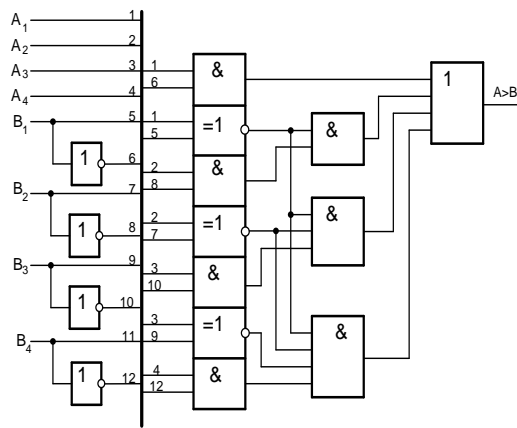 A1 1
A2 2
A3 3
A4 4
B1 5
1 6
B2 7
1 8
B3 9
1 10
B4 11
1 12
1 & 1
6
1 =1 A>B
5 &
2 &
8
2 =1 &
7
3 &
10
3 =1 &
9
4 &
12